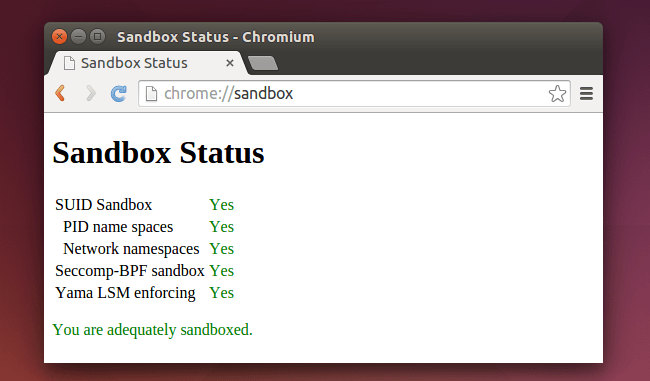 Sandbox Status - Chromium
Sandbox Status
chrome://sandbox
Sandbox Status
SUID Sandbox Yes
PID name spaces Yes
Network namespaces Yes
Seccomp-BPF sandbox Yes
Yama LSM enforcing Yes
You are adequately sandboxed.